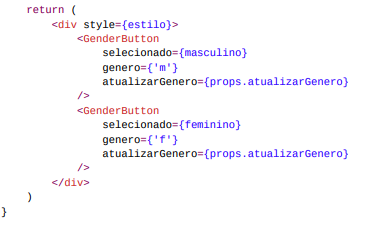 return (
<div style={estilo}>
<GenderButton
selecionado={masculino}
genero={'m'}
atualizarGenero={props.atualizarGenero}
/>
<GenderButton
selecionado={feminino}
genero={'f'}
atualizarGenero={props.atualizarGenero}
/>
</div>
)
}